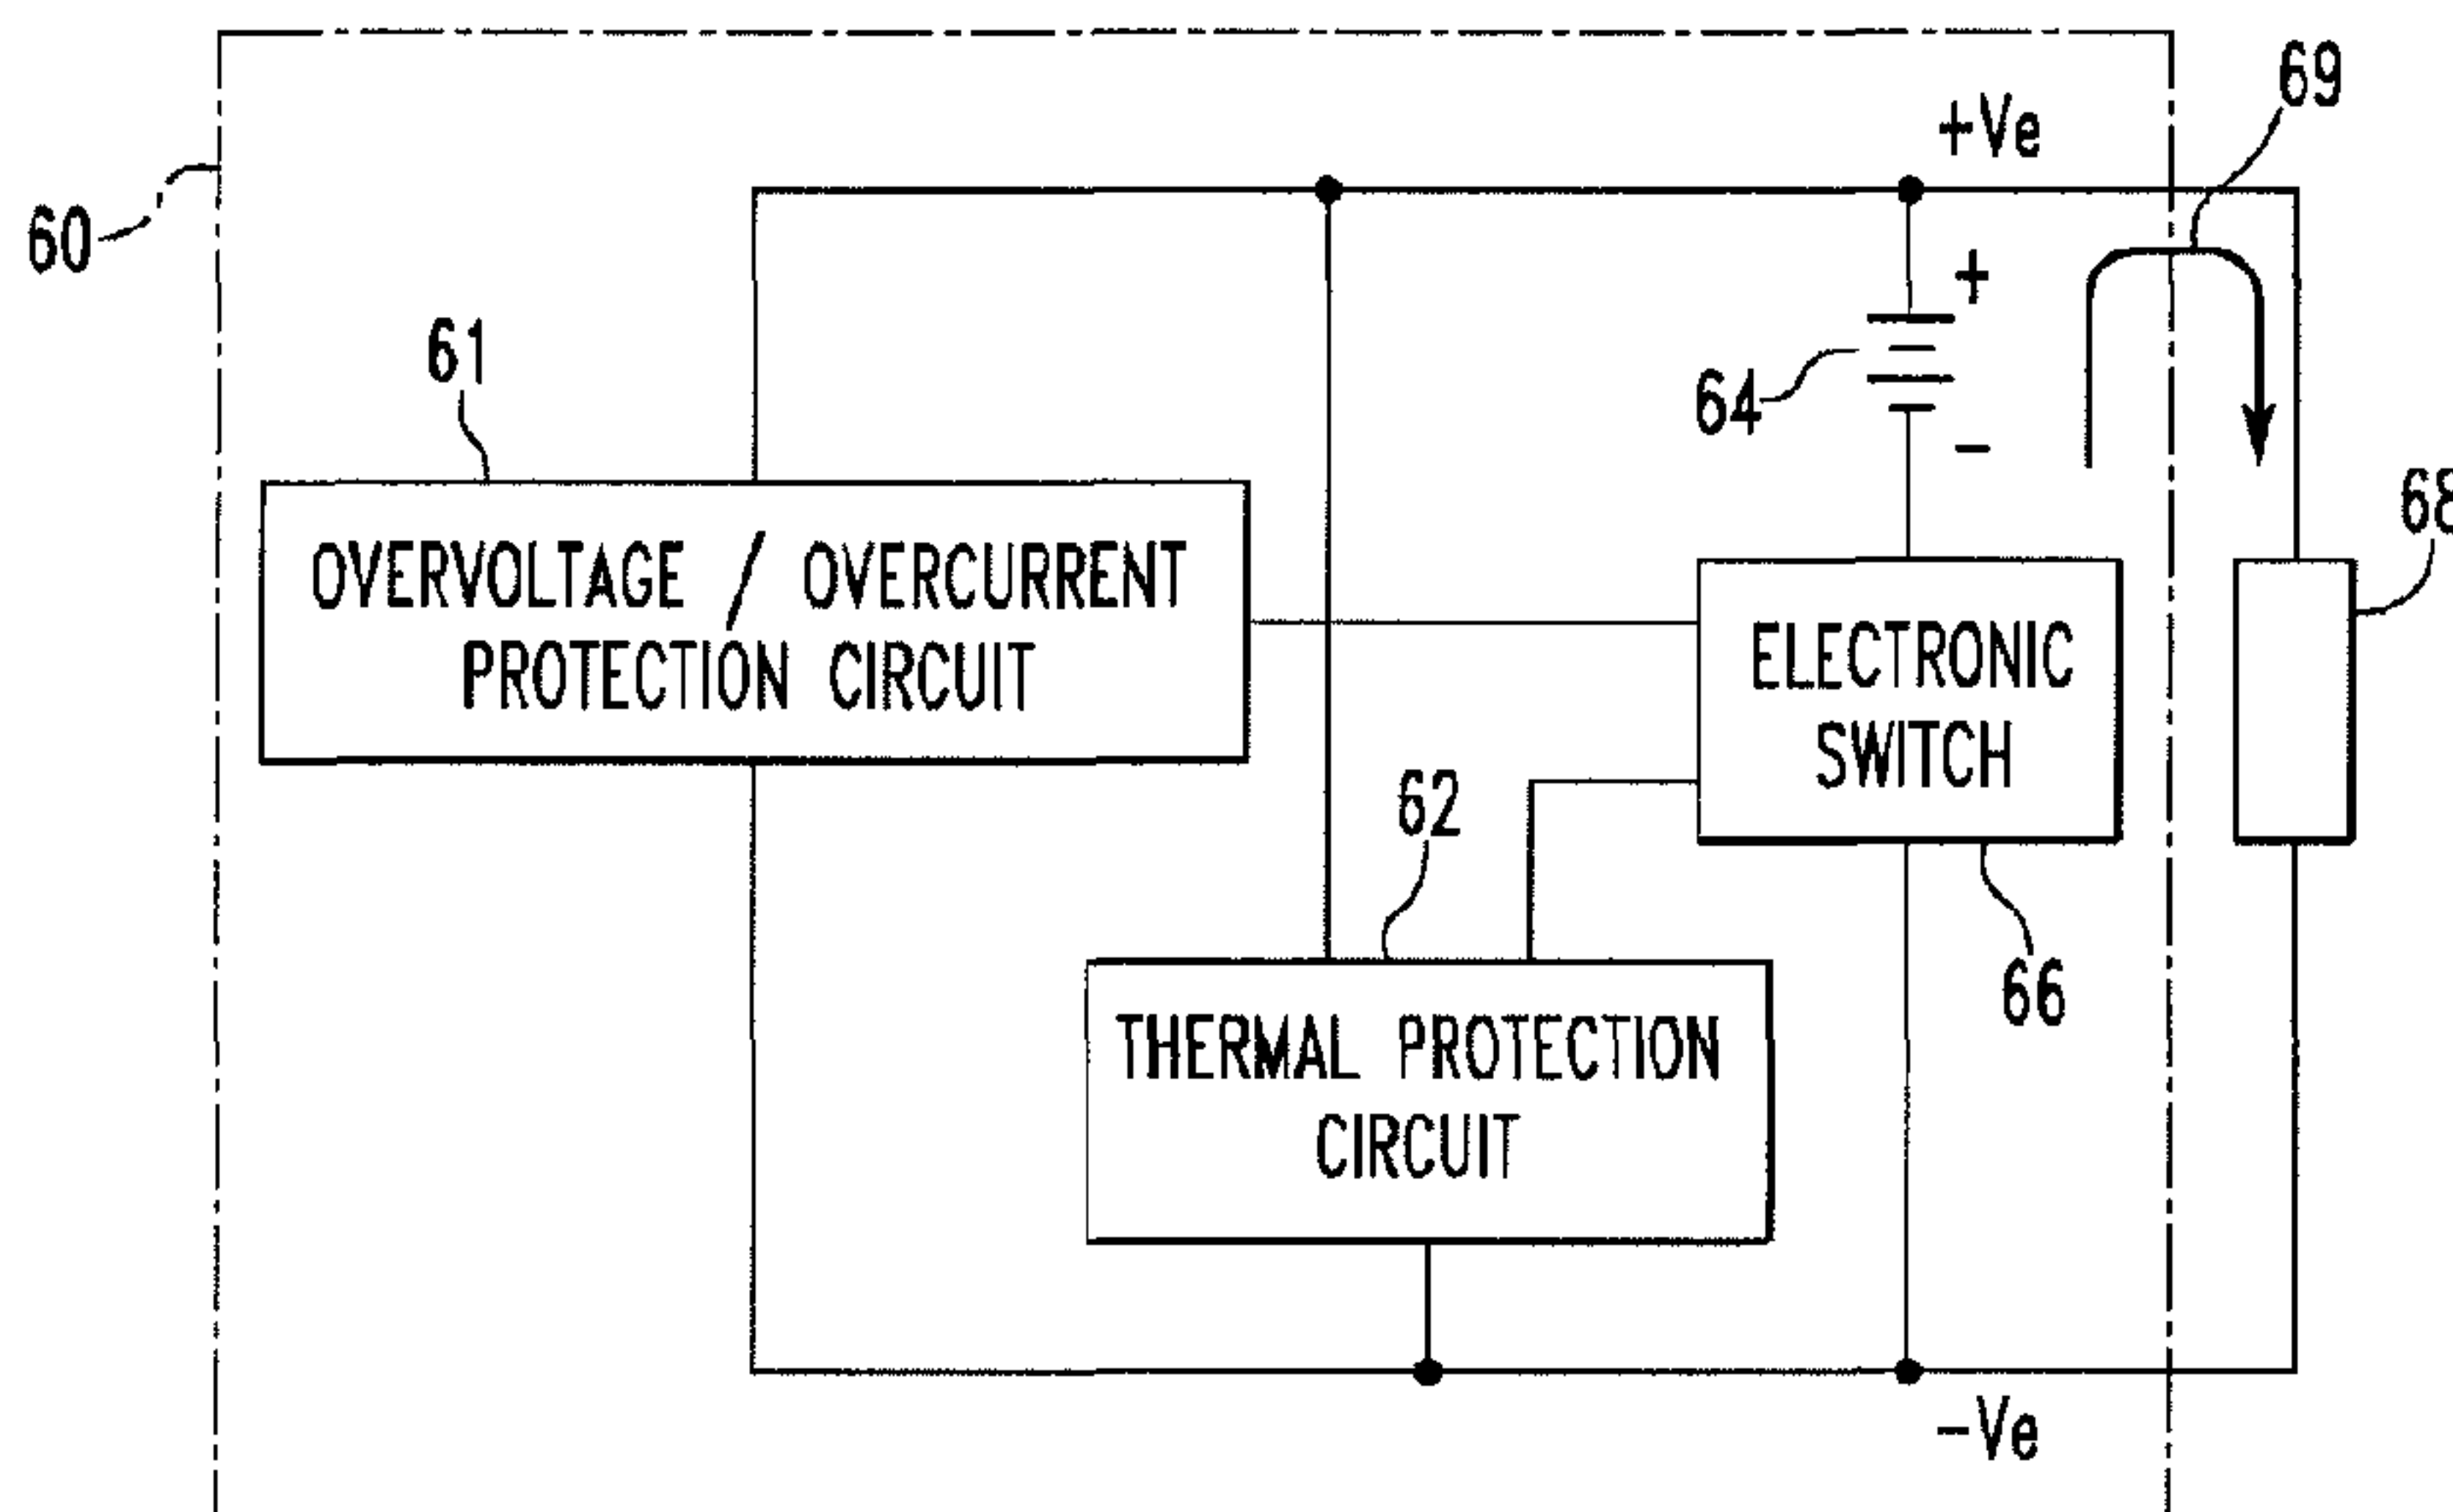 69
+Ve
60
+
61
64
−
68
OVERVOLTAGE / OVERCURRENT
PROTECTION CIRCUIT
ELECTRONIC
SWITCH
62
66
THERMAL PROTECTION
CIRCUIT
−Ve